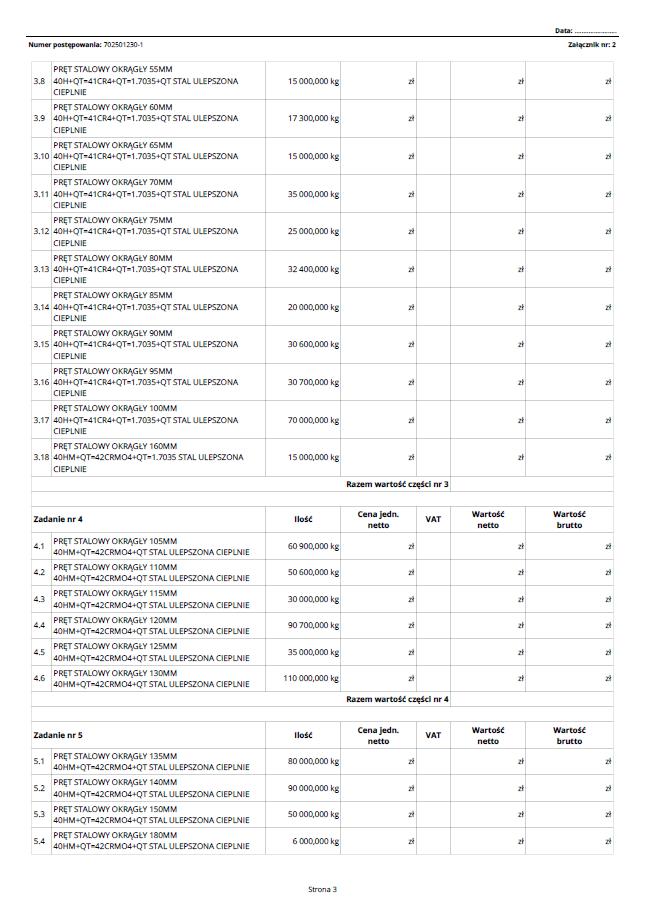 Data: ......................
Numer postępowania: 702501230-1 Załącznik nr: 2
PRĘT STALOWY OKRĄGŁY 55MM
3.8 40H+QT=41CR4+QT=1.7035+QT STAL ULEPSZONA 15 000,000 kg zł zł zł
CIEPLNIE
PRĘT STALOWY OKRĄGŁY 60MM
3.9 40H+QT=41CR4+QT=1.7035+QT STAL ULEPSZONA 17 300,000 kg zł zł zł
CIEPLNIE
PRĘT STALOWY OKRĄGŁY 65MM
3.10 40H+QT=41CR4+QT=1.7035+QT STAL ULEPSZONA 15 000,000 kg zł zł zł
CIEPLNIE
PRĘT STALOWY OKRĄGŁY 70MM
3.11 40H+QT=41CR4+QT=1.7035+QT STAL ULEPSZONA 35 000,000 kg zł zł zł
CIEPLNIE
PRĘT STALOWY OKRĄGŁY 75MM
3.12 40H+QT=41CR4+QT=1.7035+QT STAL ULEPSZONA 25 000,000 kg zł zł zł
CIEPLNIE
PRĘT STALOWY OKRĄGŁY 80MM
3.13 40H+QT=41CR4+QT=1.7035+QT STAL ULEPSZONA 32 400,000 kg zł zł zł
CIEPLNIE
PRĘT STALOWY OKRĄGŁY 85MM
3.14 40H+QT=41CR4+QT=1.7035+QT STAL ULEPSZONA 20 000,000 kg zł zł zł
CIEPLNIE
PRĘT STALOWY OKRĄGŁY 90MM
3.15 40H+QT=41CR4+QT=1.7035+QT STAL ULEPSZONA 30 600,000 kg zł zł zł
CIEPLNIE
PRĘT STALOWY OKRĄGŁY 95MM
3.16 40H+QT=41CR4+QT=1.7035+QT STAL ULEPSZONA 30 700,000 kg zł zł zł
CIEPLNIE
PRĘT STALOWY OKRĄGŁY 100MM
3.17 40H+QT=41CR4+QT=1.7035+QT STAL ULEPSZONA 70 000,000 kg zł zł zł
CIEPLNIE
PRĘT STALOWY OKRĄGŁY 160MM
3.18 40HM+QT=42CRMO4+QT=1.7035 STAL ULEPSZONA 15 000,000 kg zł zł zł
CIEPLNIE
Razem wartość części nr 3
Zadanie nr 4 Ilość Cena jedn. netto VAT Wartość netto Wartość brutto
PRĘT STALOWY OKRĄGŁY 105MM
4.1 40HM+QT=42CRMO4+QT STAL ULEPSZONA CIEPLNIE 60 900,000 kg zł zł zł
PRĘT STALOWY OKRĄGŁY 110MM
4.2 40HM+QT=42CRMO4+QT STAL ULEPSZONA CIEPLNIE 50 600,000 kg zł zł zł
PRĘT STALOWY OKRĄGŁY 115MM
4.3 40HM+QT=42CRMO4+QT STAL ULEPSZONA CIEPLNIE 30 000,000 kg zł zł zł
PRĘT STALOWY OKRĄGŁY 120MM
4.4 40HM+QT=42CRMO4+QT STAL ULEPSZONA CIEPLNIE 90 700,000 kg zł zł zł
PRĘT STALOWY OKRĄGŁY 125MM
4.5 40HM+QT=42CRMO4+QT STAL ULEPSZONA CIEPLNIE 35 000,000 kg zł zł zł
PRĘT STALOWY OKRĄGŁY 130MM
4.6 40HM+QT=42CRMO4+QT STAL ULEPSZONA CIEPLNIE 110 000,000 kg zł zł zł
Razem wartość części nr 4
Zadanie nr 5 Ilość Cena jedn. netto VAT Wartość netto Wartość brutto
PRĘT STALOWY OKRĄGŁY 135MM
5.1 40HM+QT=42CRMO4+QT STAL ULEPSZONA CIEPLNIE 80 000,000 kg zł zł zł
PRĘT STALOWY OKRĄGŁY 140MM
5.2 40HM+QT=42CRMO4+QT STAL ULEPSZONA CIEPLNIE 90 000,000 kg zł zł zł
PRĘT STALOWY OKRĄGŁY 150MM
5.3 40HM+QT=42CRMO4+QT STAL ULEPSZONA CIEPLNIE 50 000,000 kg zł zł zł
PRĘT STALOWY OKRĄGŁY 180MM
5.4 40HM+QT=42CRMO4+QT STAL ULEPSZONA CIEPLNIE 6 000,000 kg zł zł zł
Strona 3